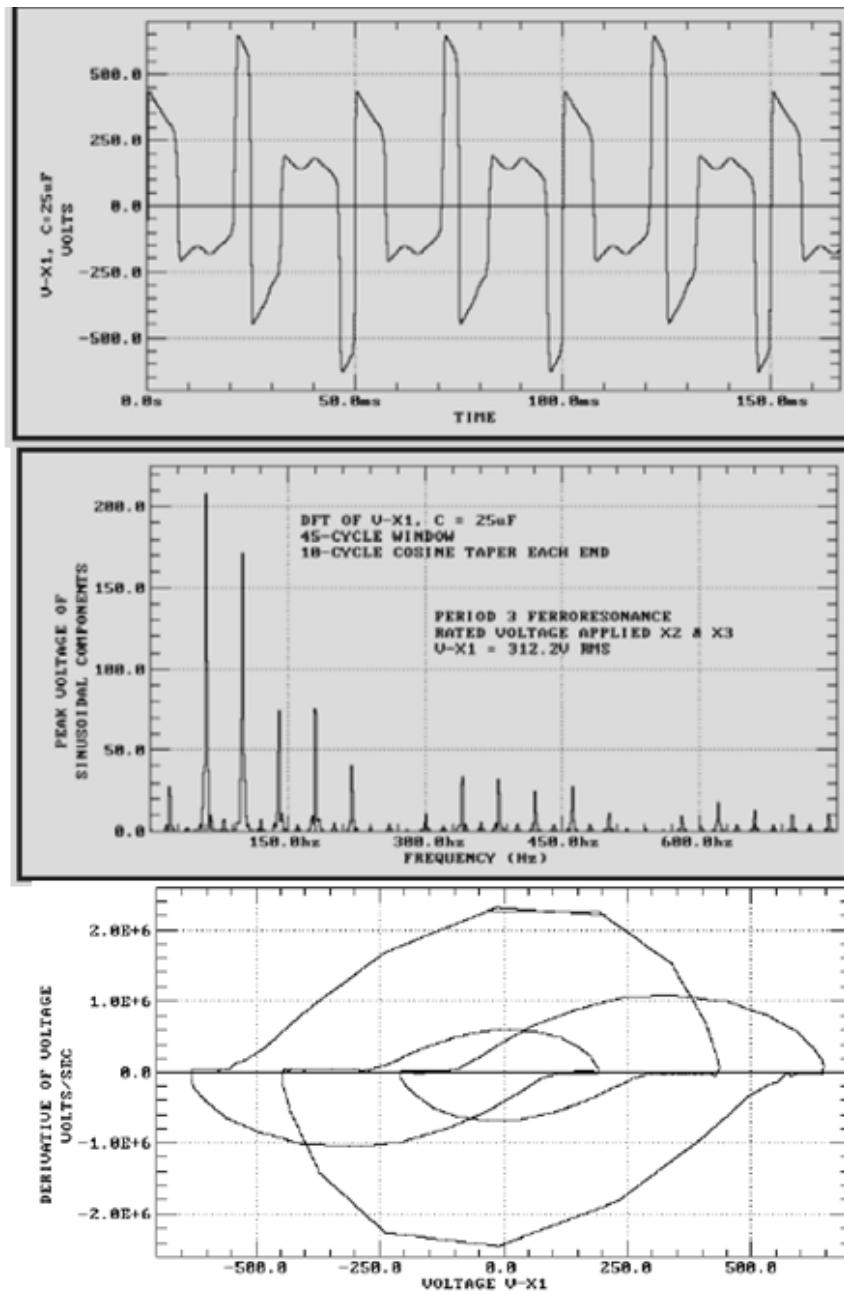 500.0
250.0
0.0
-250.0
-500.0
V-X1, C=25uF
VOLTS
0.0s
50.0ms
100.0ms
150.0ms
TIME
200.0
150.0
100.0
50.0
0.0
PEAK VOLTAGE OF
SINUSOIDAL COMPONENTS
DFT OF V-X1, C = 25uF
45-CYCLE WINDOW
10-CYCLE COSINE TAPER EACH END
PERIOD 3 FERRORESONANCE
RATED VOLTAGE APPLIED X2 & X3
V-X1 = 312.2V RMS
150.0hz
300.0hz
450.0hz
600.0hz
FREQUENCY (Hz)
2.0E+6
1.0E+6
0.0
-1.0E+6
-2.0E+6
DERIVATIVE OF VOLTAGE
VOLTS/SEC
-500.0
-250.0
0.0
250.0
500.0
VOLTAGE V-X1